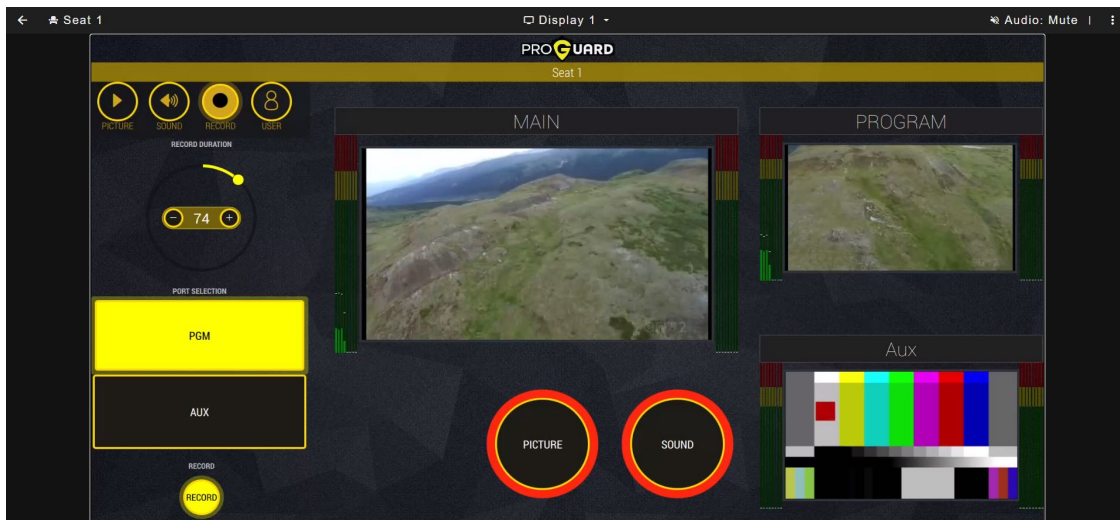 Seat 1
Display 1
Audio: Mute
PROGUARD
Seat 1
PICTURE
SOUND
RECORD
USER
RECORD DURATION
74
PORT SELECTION
PGM
AUX
RECORD
RECORD
MAIN
PICTURE
SOUND
PROGRAM
Aux